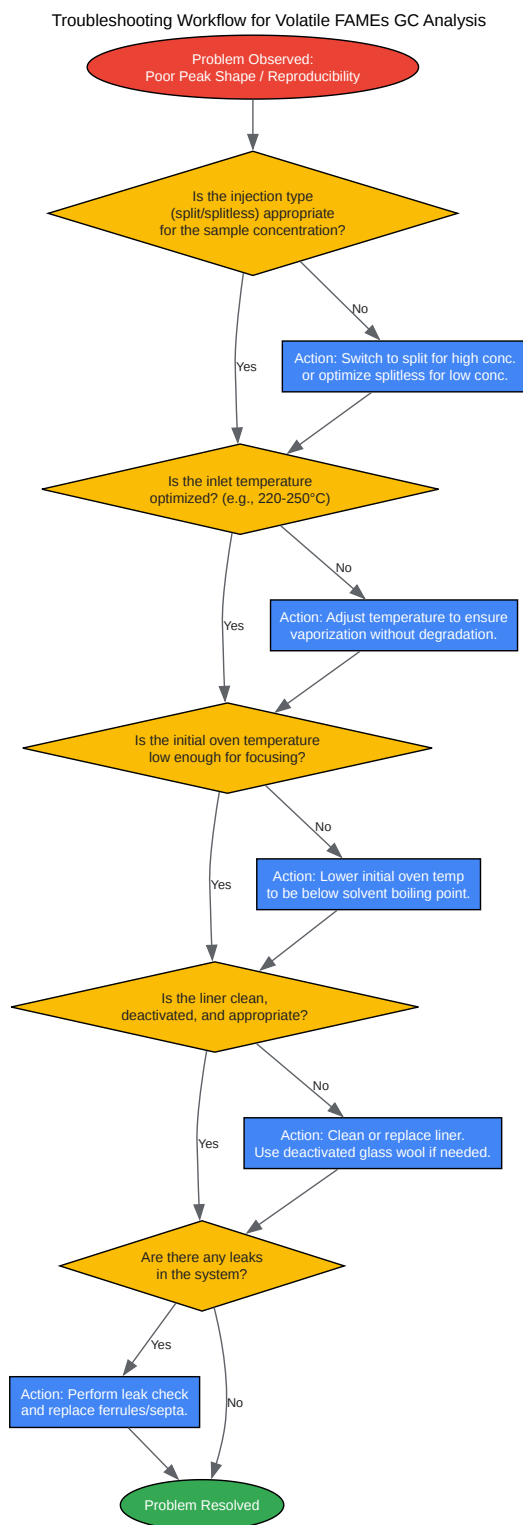 Troubleshooting Workflow for Volatile FAMEs GC Analysis
Problem Observed:
Poor Peak Shape / Reproducibility
Is the injection type
(split/splitless) appropriate
for the sample concentration?
No
Yes
Action: Switch to split for high conc.
or optimize splitless for low conc.
Is the inlet temperature
optimized? (e.g., 220-250°C)
No
Yes
Action: Adjust temperature to ensure
vaporization without degradation.
Is the initial oven temperature
low enough for focusing?
No
Yes
Action: Lower initial oven temp
to be below solvent boiling point.
Is the liner clean,
deactivated, and appropriate?
No
Yes
Action: Clean or replace liner.
Use deactivated glass wool if needed.
Are there any leaks
in the system?
Yes
No
Action: Perform leak check
and replace ferrules/septa.
Problem Resolved